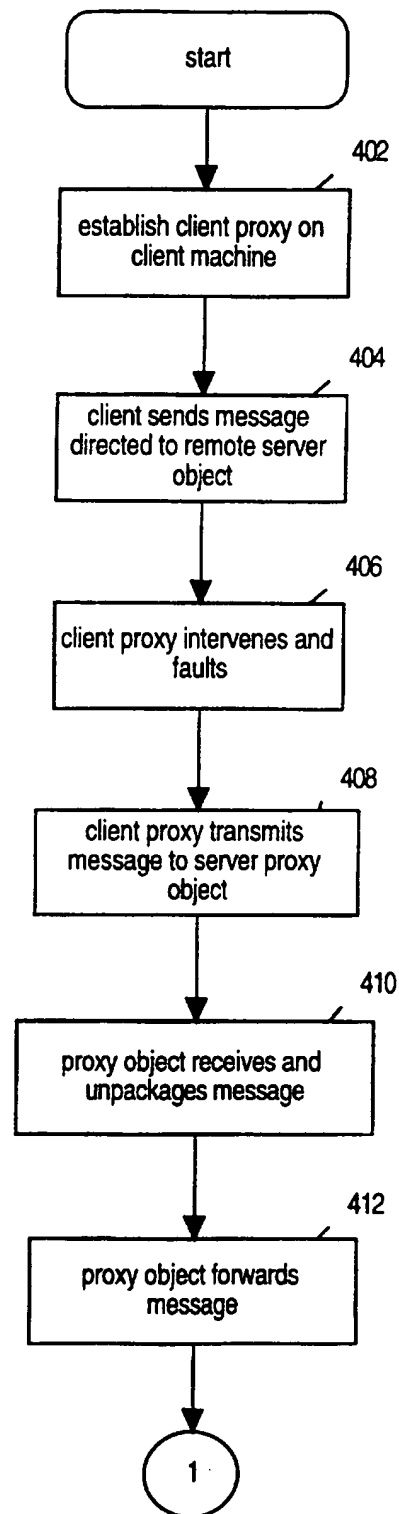 start
402
establish client proxy on
client machine
404
client sends message
directed to remote server
object
406
client proxy intervenes and
faults
408
client proxy transmits
message to server proxy
object
410
proxy object receives and
unpackages message
412
proxy object forwards
message
1